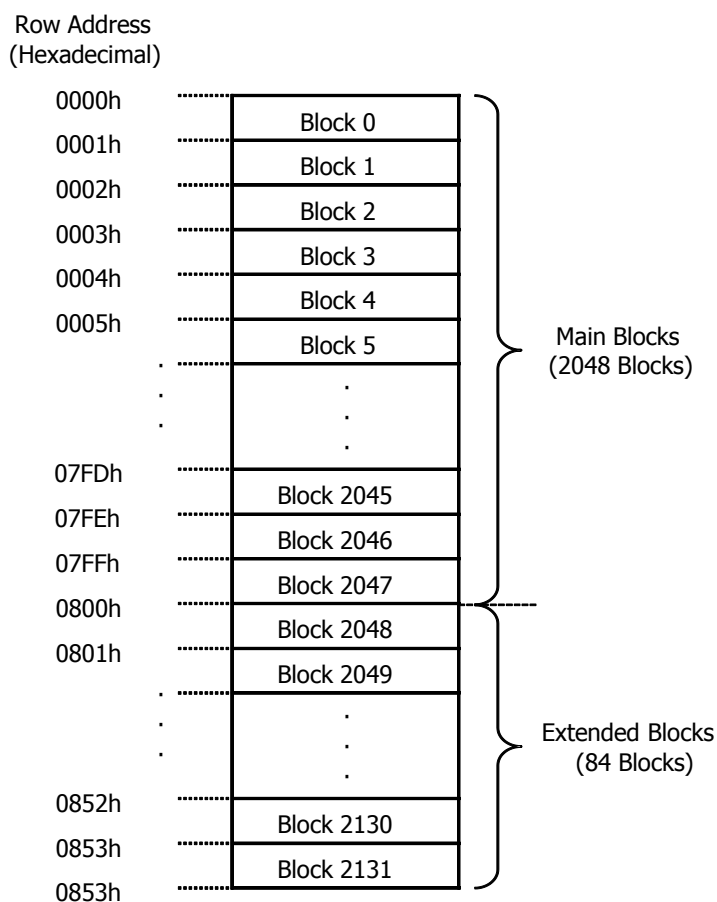 Row Address
(Hexadecimal)
0000h
Block 0
0001h
Block 1
0002h
Block 2
0003h
Block 3
0004h
Block 4
0005h
Block 5
Main Blocks
(2048 Blocks)
.
.
.
.
.
.
07FDh
Block 2045
07FEh
Block 2046
07FFh
Block 2047
0800h
Block 2048
0801h
Block 2049
.
.
.
.
.
.
Extended Blocks
(84 Blocks)
0852h
Block 2130
0853h
Block 2131
0853h